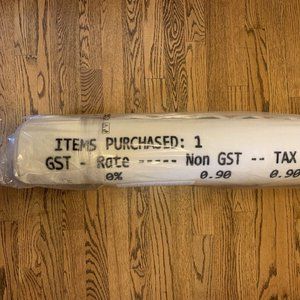 ITEMS PURCHASED: 1
GST - Rate ----- Non GST -- TAX
0% 0.90 0.90